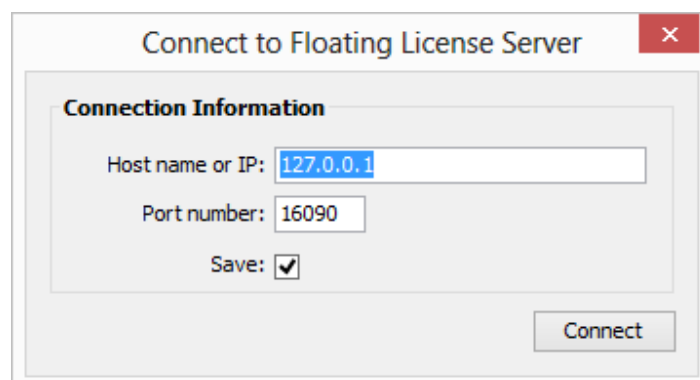 Connect to Floating License Server
Connection Information
Host name or IP: 127.0.0.1
Port number: 16090
Save:
Connect